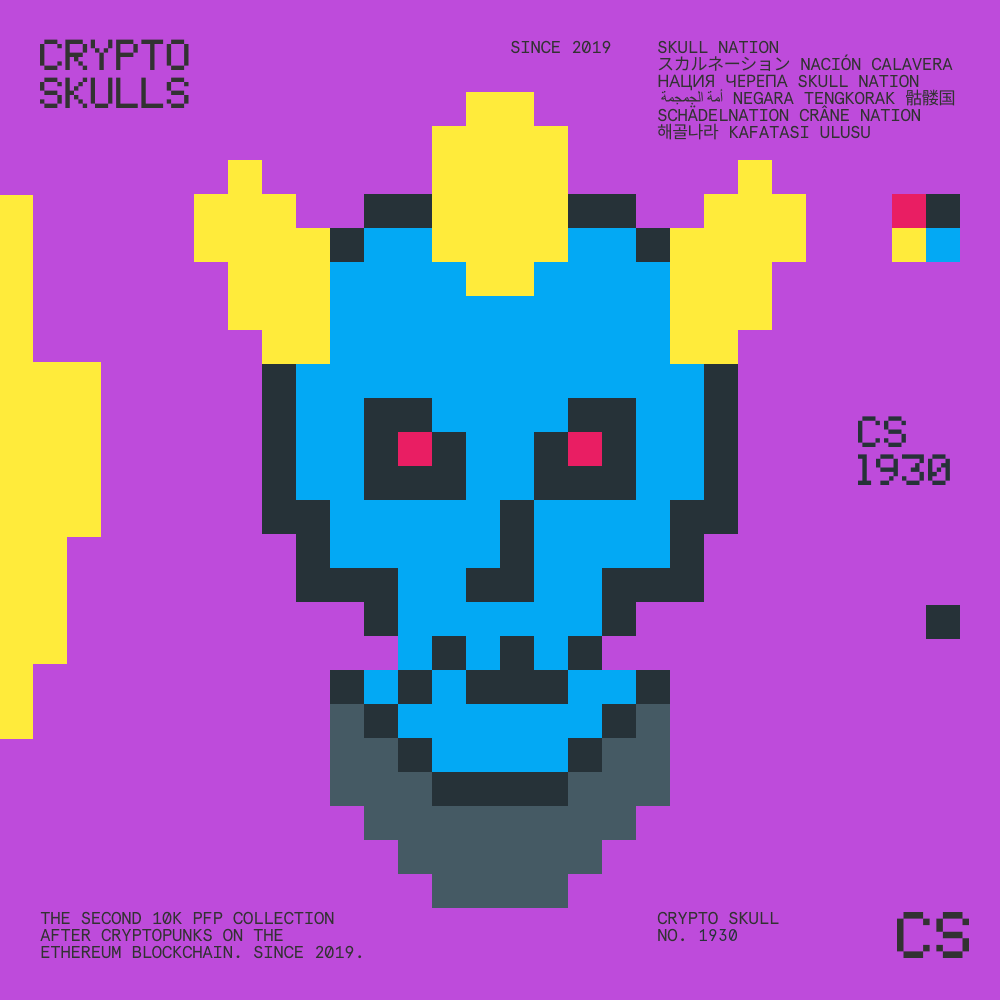 CRYPTO
SKULLS
SINCE 2019
SKULL NATION
スカルネーション NACIÓN CALAVERA
НАЦИЯ ЧЕРЕПА SKULL NATION
أمة الجمجمة NEGARA TENGKORAK 骷髅国
SCHÄDELNATION CRÂNE NATION
해골나라 KAFATASI ULUSU
CS
1930
THE SECOND 10K PFP COLLECTION
AFTER CRYPTOPUNKS ON THE
ETHEREUM BLOCKCHAIN. SINCE 2019.
CRYPTO SKULL
NO. 1930
CS